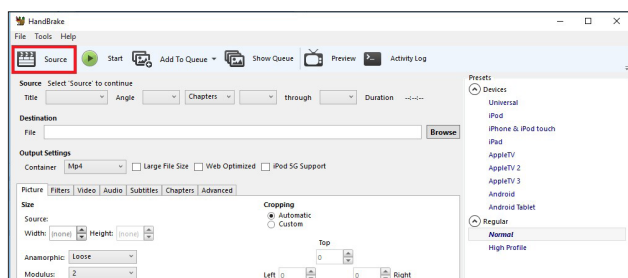 HandBrake
File Tools Help
Source Start Add To Queue Show Queue Preview Activity Log
Source Select 'Source' to continue
Title Angle Chapters through Duration --:--:--
Destination
File Browse
Output Settings
Container Mp4 Large File Size Web Optimized iPod 5G Support
Picture Filters Video Audio Subtitles Chapters Advanced
Size
Source:
Width: (none) Height: (none)
Anamorphic: Loose
Modulus: 2
Cropping
Automatic
Custom
Top
0
Left 0 0 Right
Presets
Devices
Universal
iPod
iPhone & iPod touch
iPad
AppleTV
AppleTV 2
AppleTV 3
Android
Android Tablet
Regular
Normal
High Profile